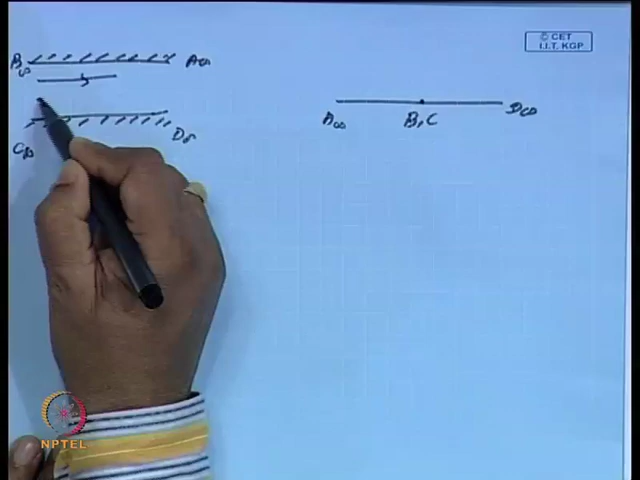 © CET
I.I.T. KGP
B∞ A∞
C∞ D∞
A∞ B, C D∞
NPTEL